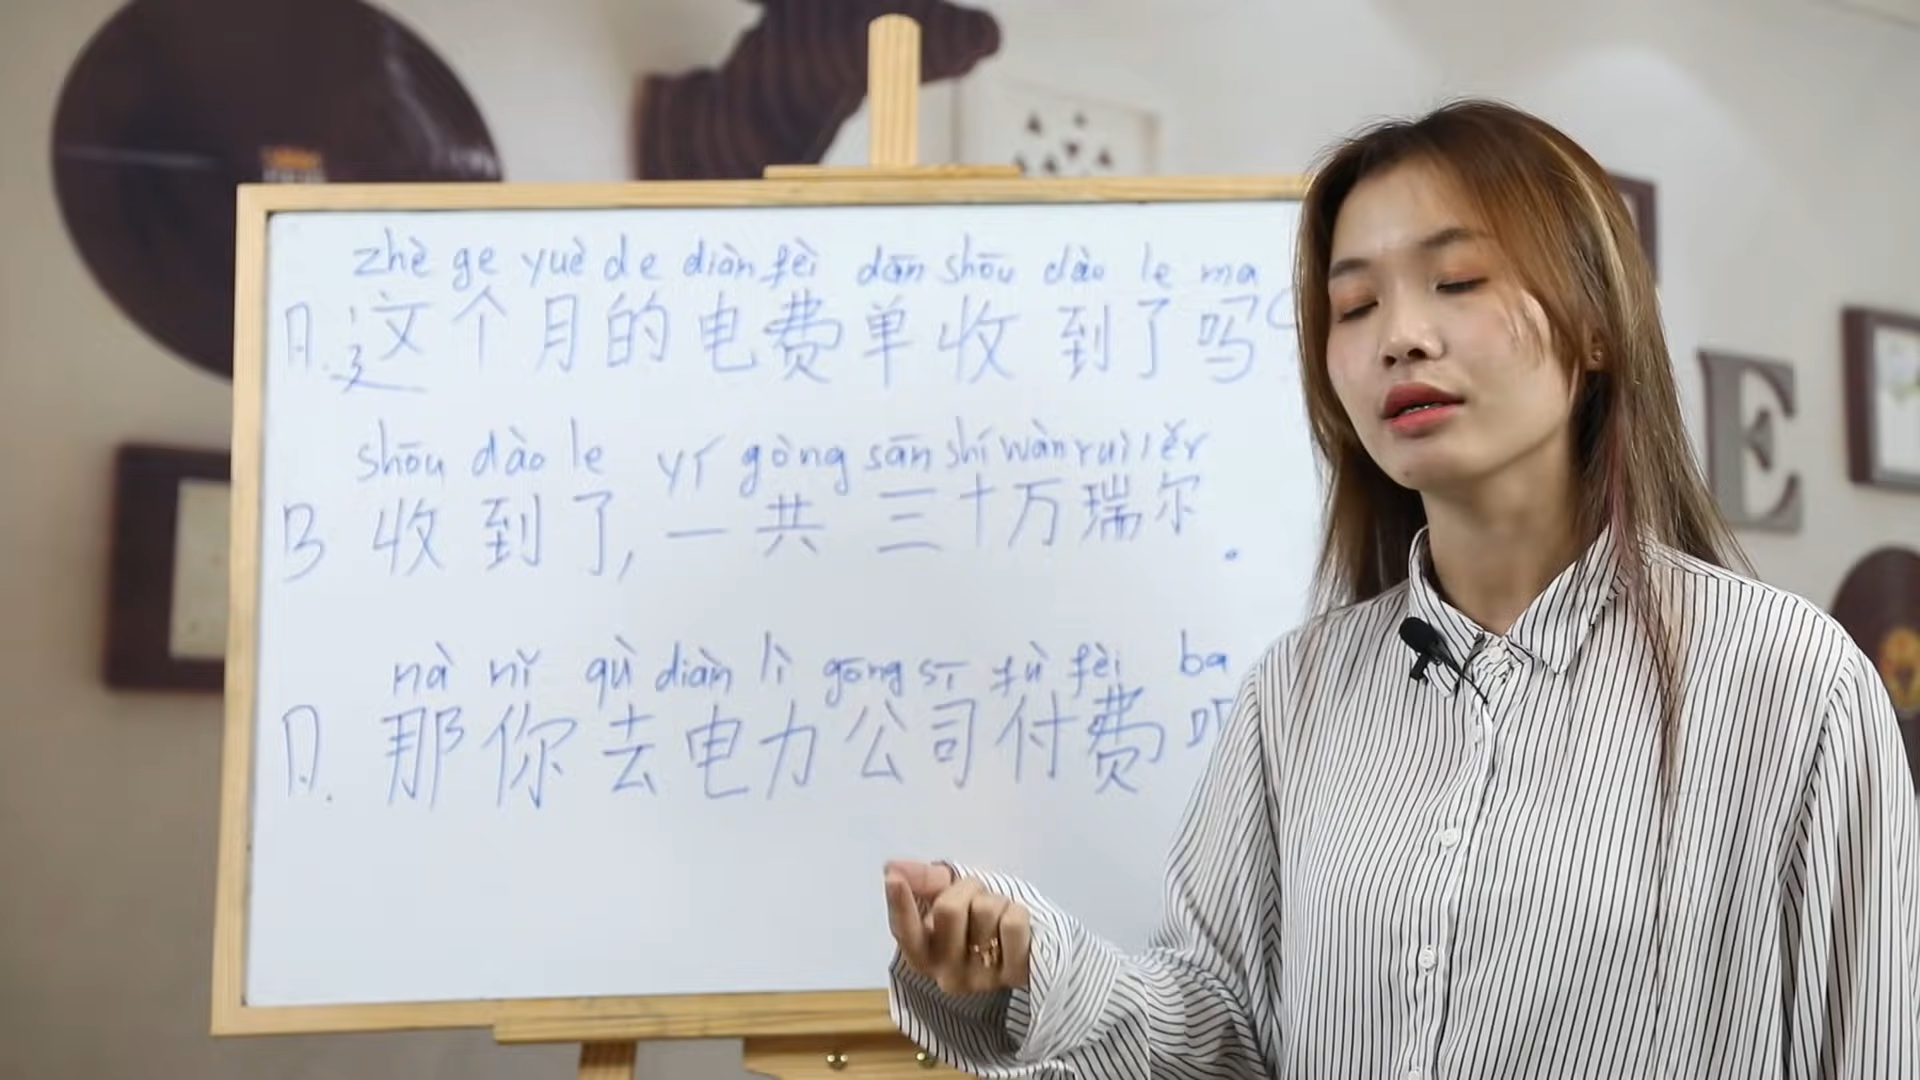 zhè ge yuè de diàn fèi dān shōu dào le ma
A. 这个月的电费单收到了吗?
shōu dào le yí gòng sān shí wàn ruì ěr
B 收到了,一共三十万瑞尔.
nà nǐ qù diàn lì gōng sī fù fèi ba
A. 那你去电力公司付费吧
E